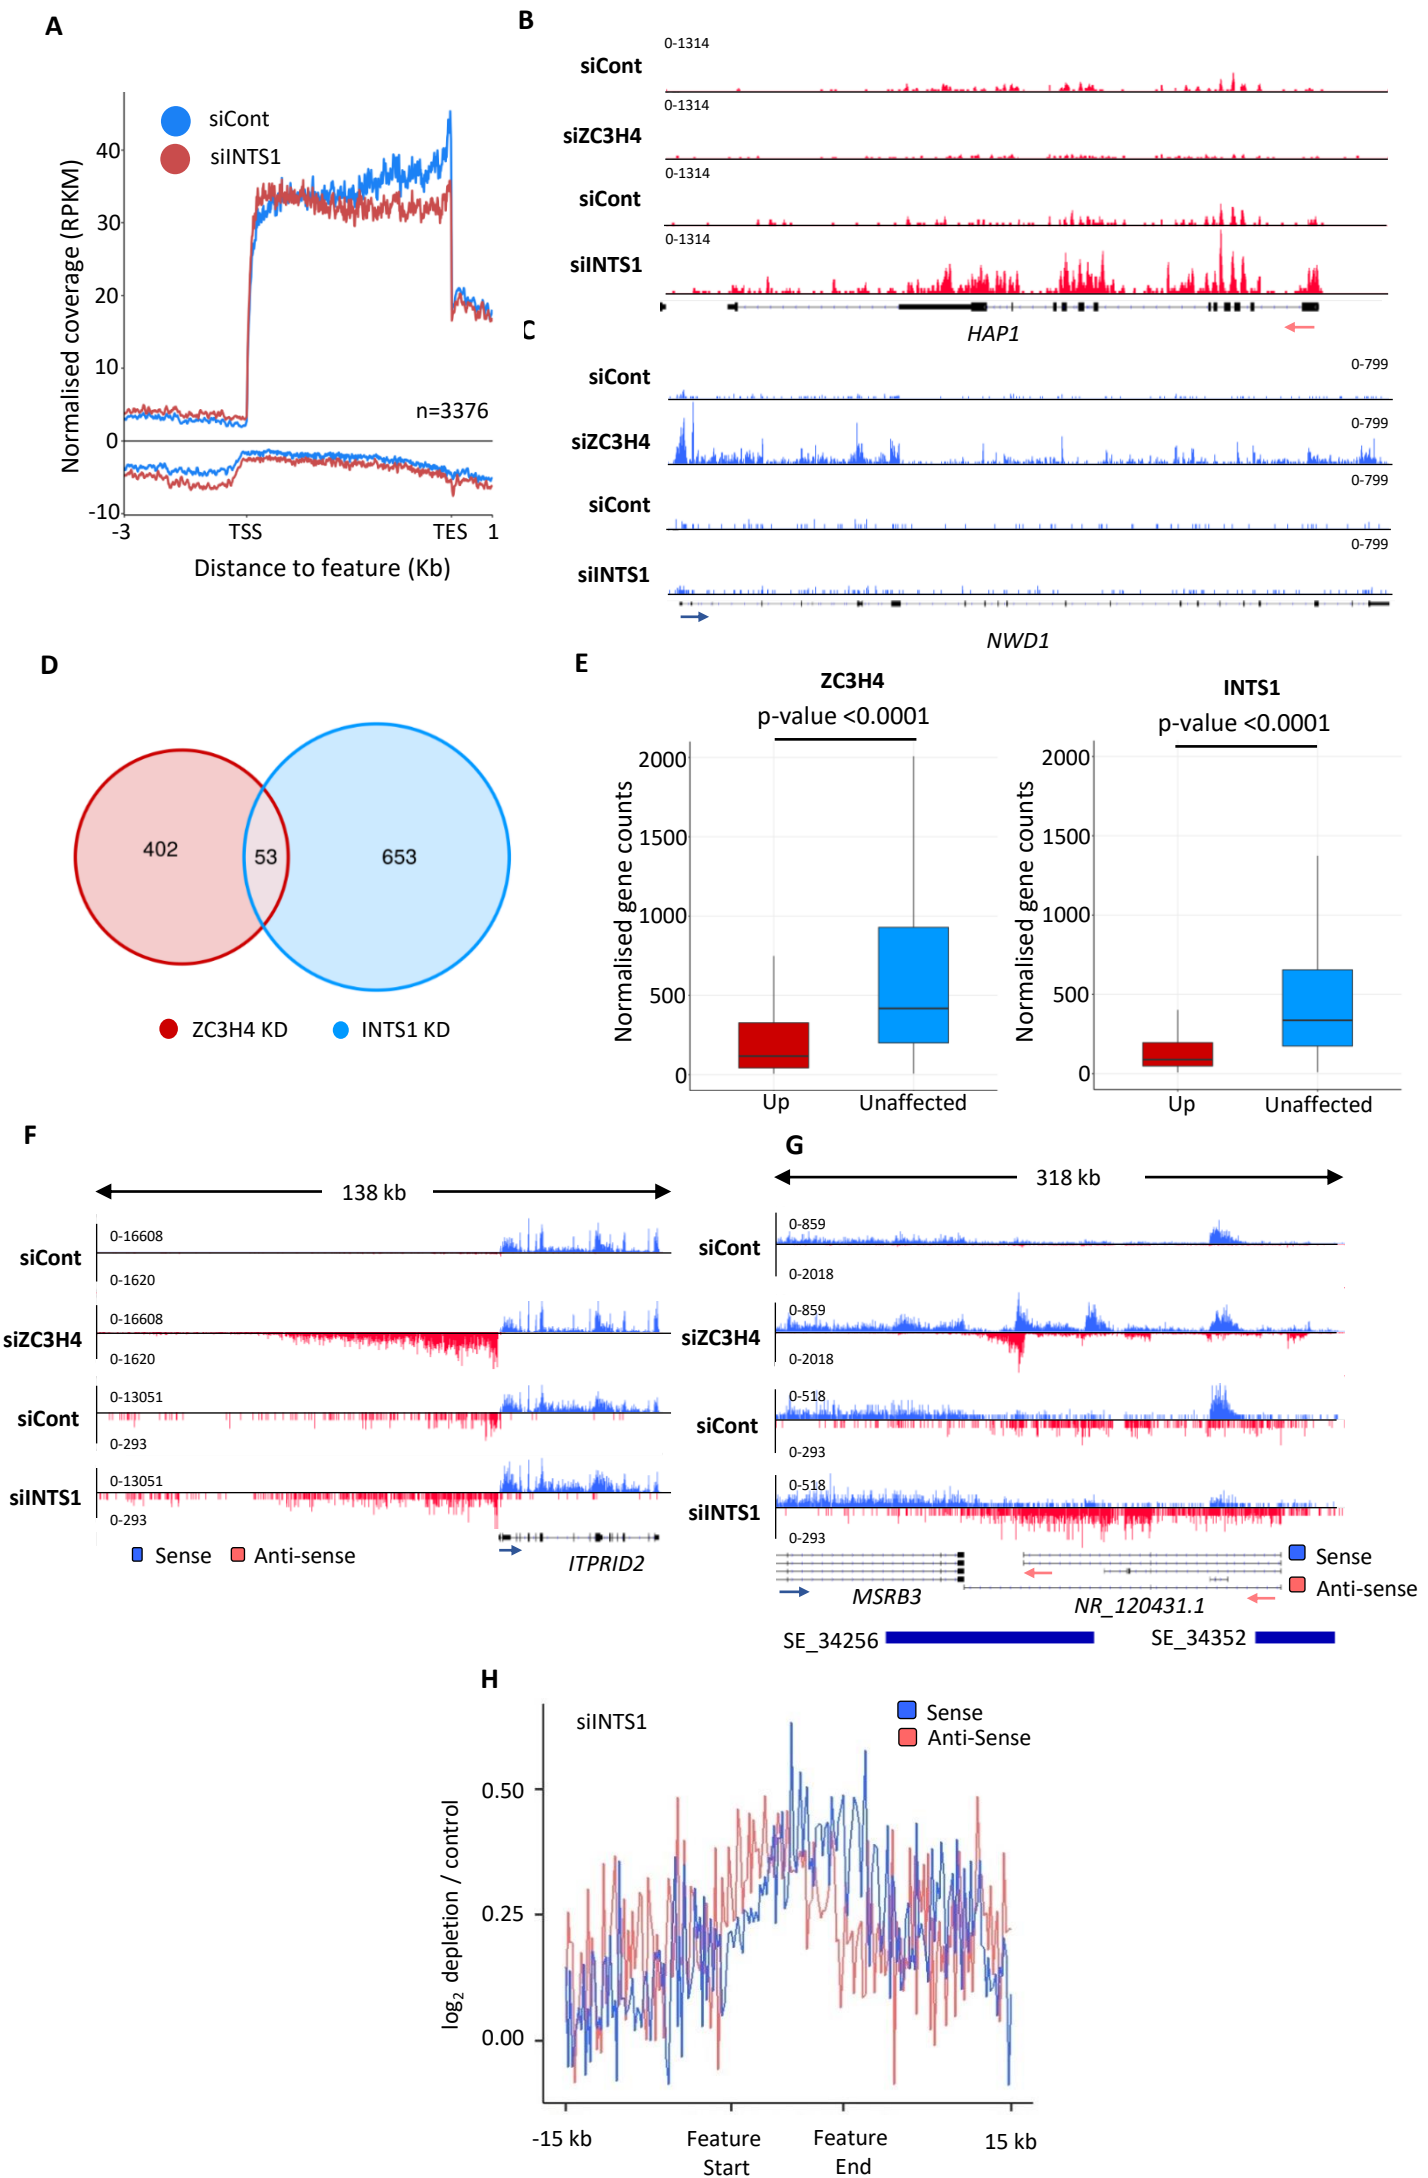 A
siCont
siINTS1
Normalised coverage (RPKM)
40
30
20
10
0
-10
n=3376
-3
TSS
TES
1
Distance to feature (Kb)
B
0-1314
siCont
0-1314
siZC3H4
0-1314
siCont
0-1314
siINTS1
HAP1
C
siCont
0-799
siZC3H4
0-799
siCont
0-799
siINTS1
0-799
NWD1
D
402
53
653
ZC3H4 KD
INTS1 KD
E
ZC3H4
p-value <0.0001
Normalised gene counts
2000
1500
1000
500
0
Up
Unaffected
INTS1
p-value <0.0001
Normalised gene counts
2000
1500
1000
500
0
Up
Unaffected
F
138 kb
siCont
0-16608
0-1620
siZC3H4
0-16608
0-1620
siCont
0-13051
0-293
siINTS1
0-13051
0-293
Sense
Anti-sense
ITPRID2
G
318 kb
siCont
0-859
0-2018
siZC3H4
0-859
0-2018
siCont
0-518
0-293
siINTS1
0-518
0-293
Sense
Anti-sense
MSRB3
NR_120431.1
SE_34256
SE_34352
H
siINTS1
Sense
Anti-Sense
log2 depletion / control
0.50
0.25
0.00
-15 kb
Feature
Start
Feature
End
15 kb